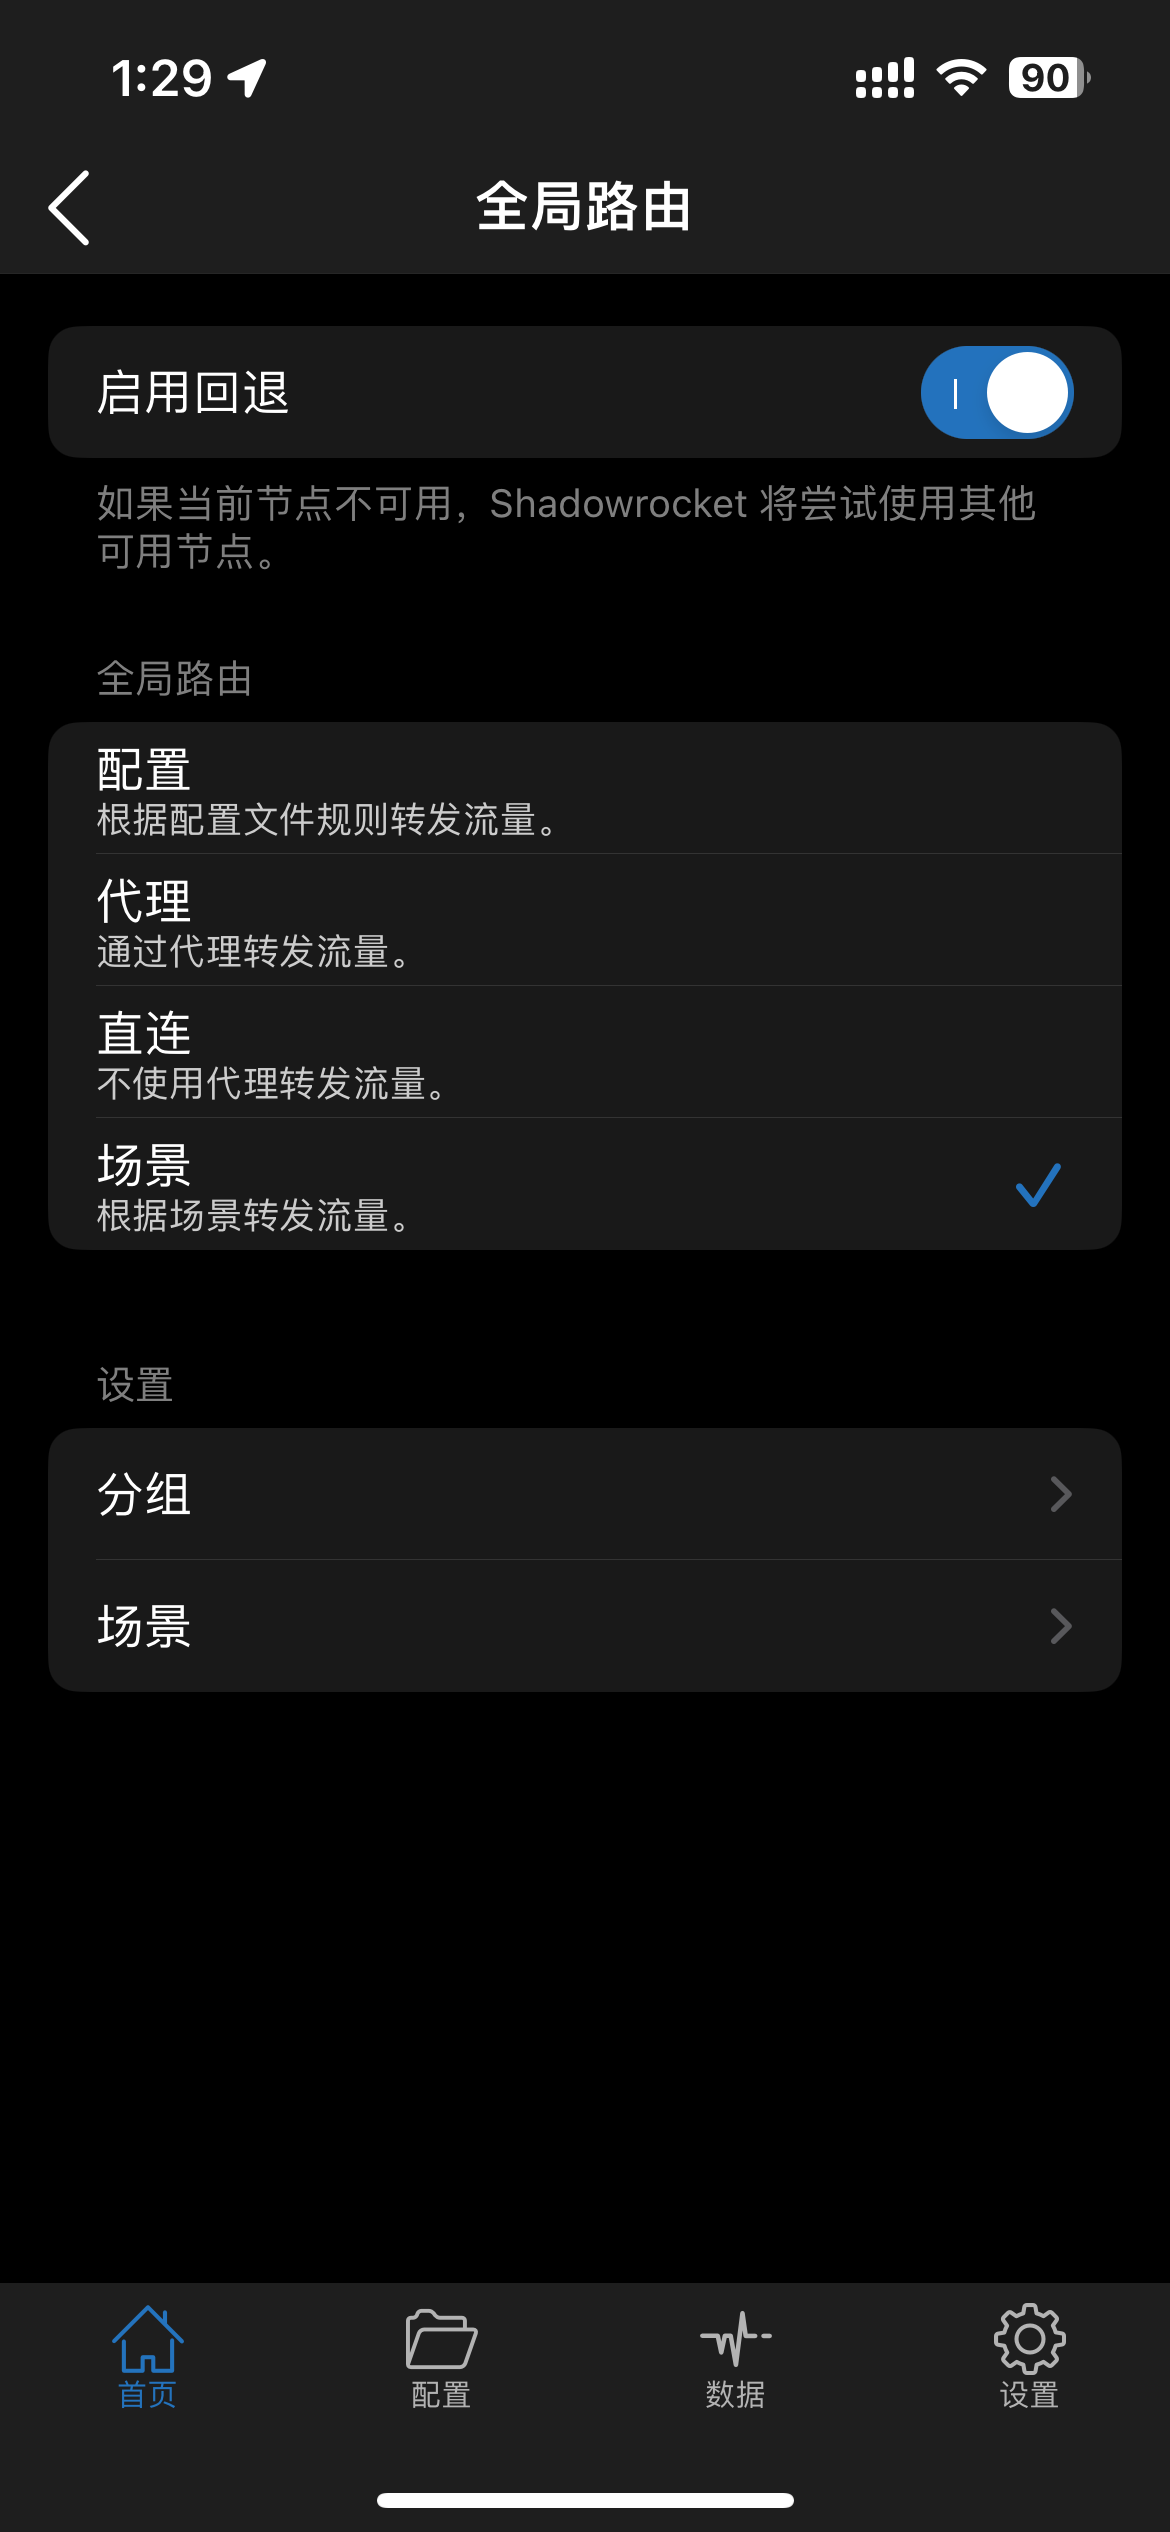 1:29
90
全局路由
启用回退
如果当前节点不可用，Shadowrocket 将尝试使用其他
可用节点。
全局路由
配置
根据配置文件规则转发流量。
代理
通过代理转发流量。
直连
不使用代理转发流量。
场景
根据场景转发流量。
设置
分组
场景
首页
配置
数据
设置